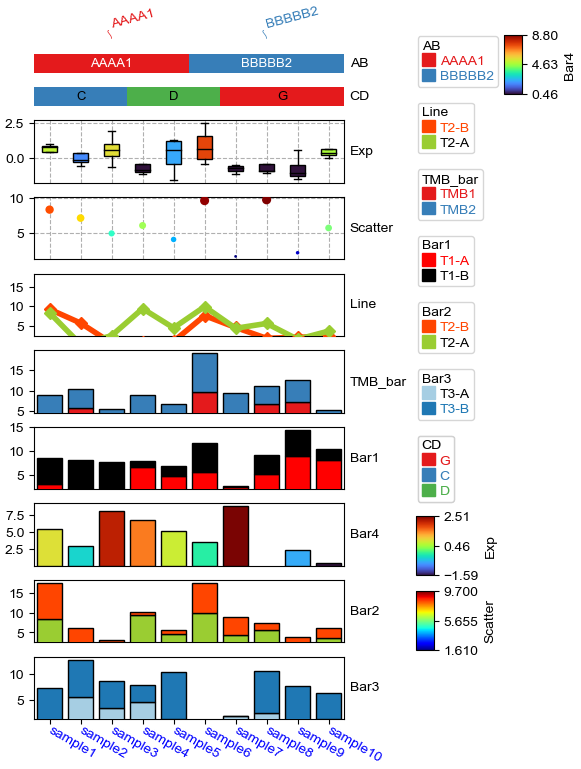 AAAA1
BBBBB2
AAAA1 BBBBB2 AB
C D G CD
2.5
0.0
Exp
10
5
Scatter
15
10
5
Line
15
10
5
TMB_bar
15
10
5
Bar1
7.5
5.0
2.5
Bar4
15
10
5
Bar2
10
5
Bar3
sample1
sample2
sample3
sample4
sample5
sample6
sample7
sample8
sample9
sample10
AB
AAAA1
BBBBB2
8.80
4.63
0.46
Bar4
Line
T2-B
T2-A
TMB_bar
TMB1
TMB2
Bar1
T1-A
T1-B
Bar2
T2-B
T2-A
Bar3
T3-A
T3-B
CD
G
C
D
2.51
0.46
−1.59
Exp
9.700
5.655
1.610
Scatter